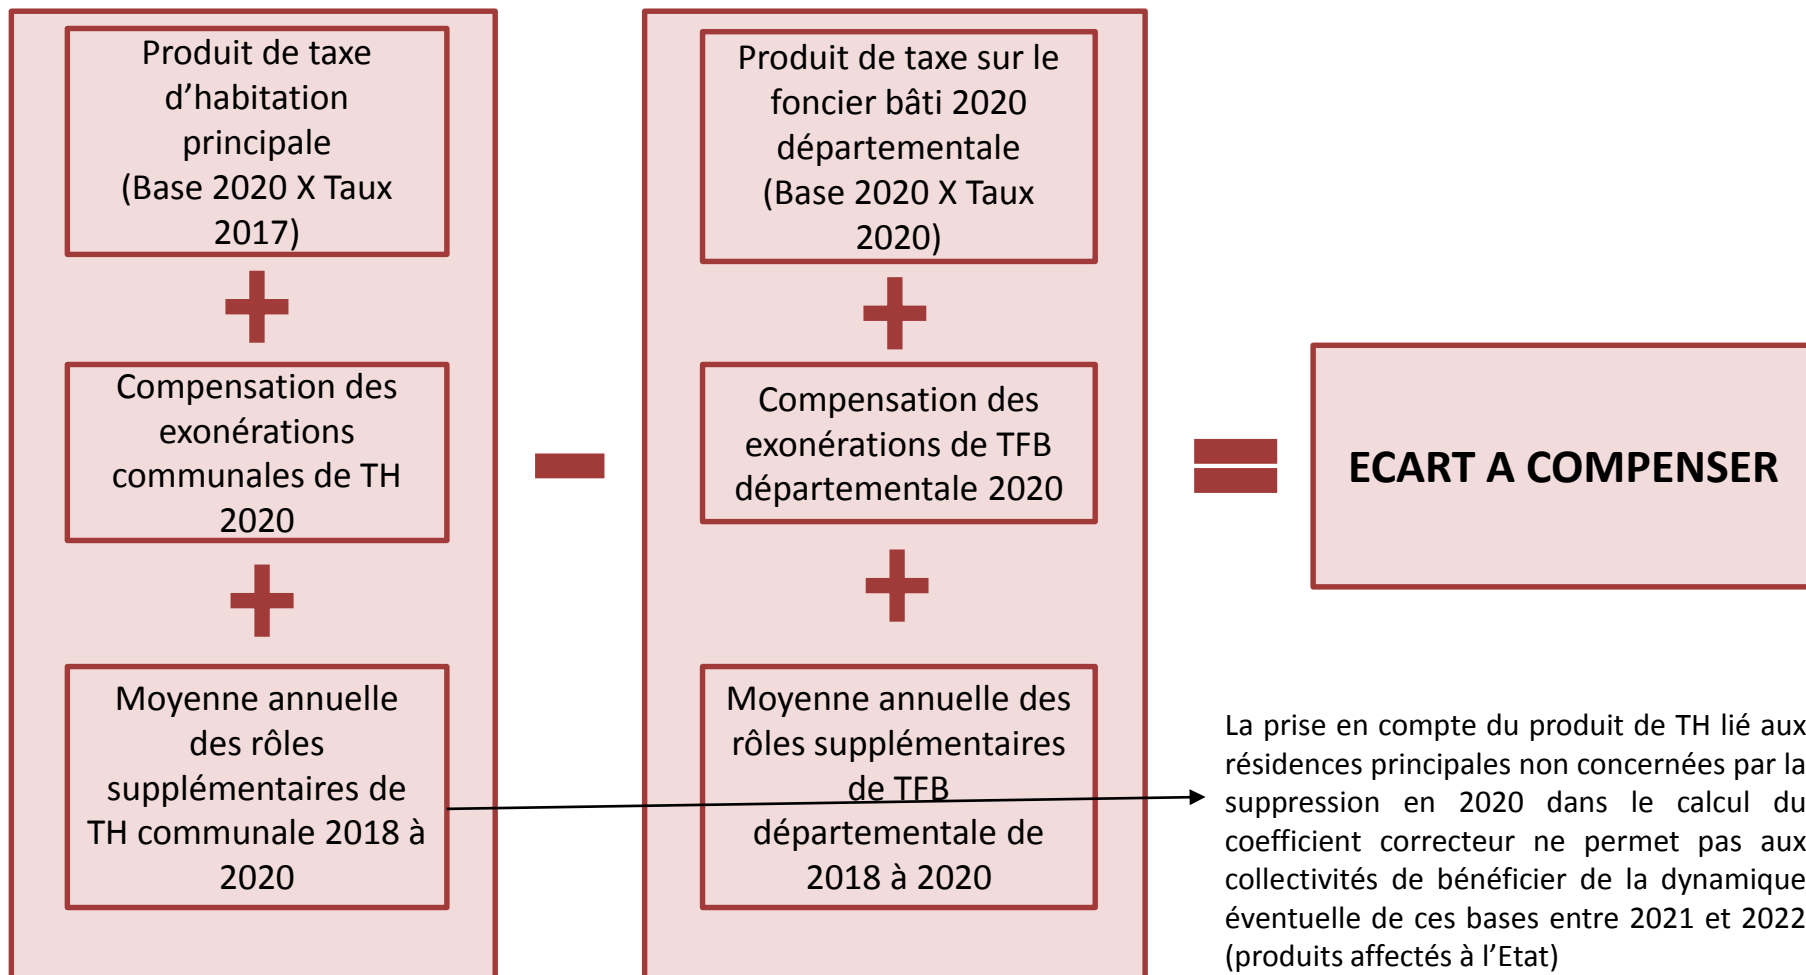 Produit de taxe
d’habitation
principale
(Base 2020 X Taux
2017)
Compensation des
exonérations
communales de TH
2020
Moyenne annuelle
des rôles
supplémentaires de
TH communale 2018 à
2020
Produit de taxe sur le
foncier bâti 2020
départementale
(Base 2020 X Taux
2020)
Compensation des
exonérations de TFB
départementale 2020
Moyenne annuelle des
rôles supplémentaires
de TFB
départementale de
2018 à 2020
ECART A COMPENSER
La prise en compte du produit de TH lié aux
résidences principales non concernées par la
suppression en 2020 dans le calcul du
coefficient correcteur ne permet pas aux
collectivités de bénéficier de la dynamique
éventuelle de ces bases entre 2021 et 2022
(produits affectés à l’Etat)